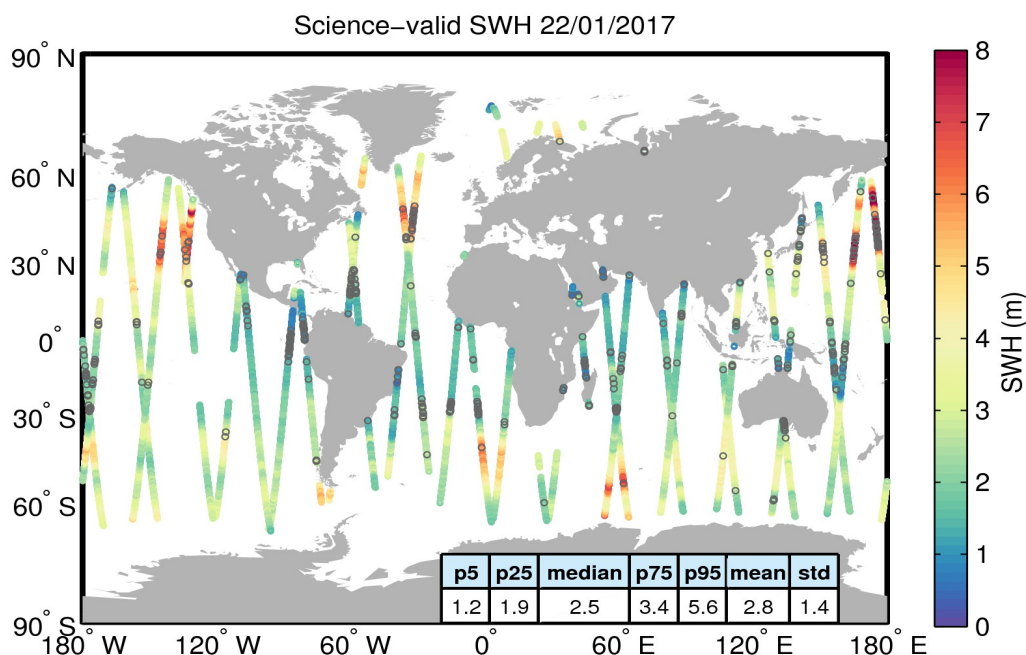 Science−valid SWH 22/01/2017
90° N
60° N
30° N
0°
30° S
60° S
90° S
180° W
120° W
60° W
0°
60° E
120° E
180° E
8
7
6
5
4
3
2
1
0
SWH (m)
p5 p25 median p75 p95 mean std
1.2 1.9 2.5 3.4 5.6 2.8 1.4